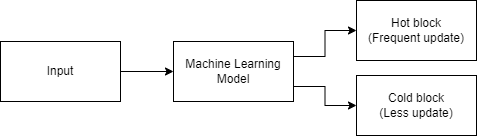 Input
Machine Learning
Model
Hot block
(Frequent update)
Cold block
(Less update)